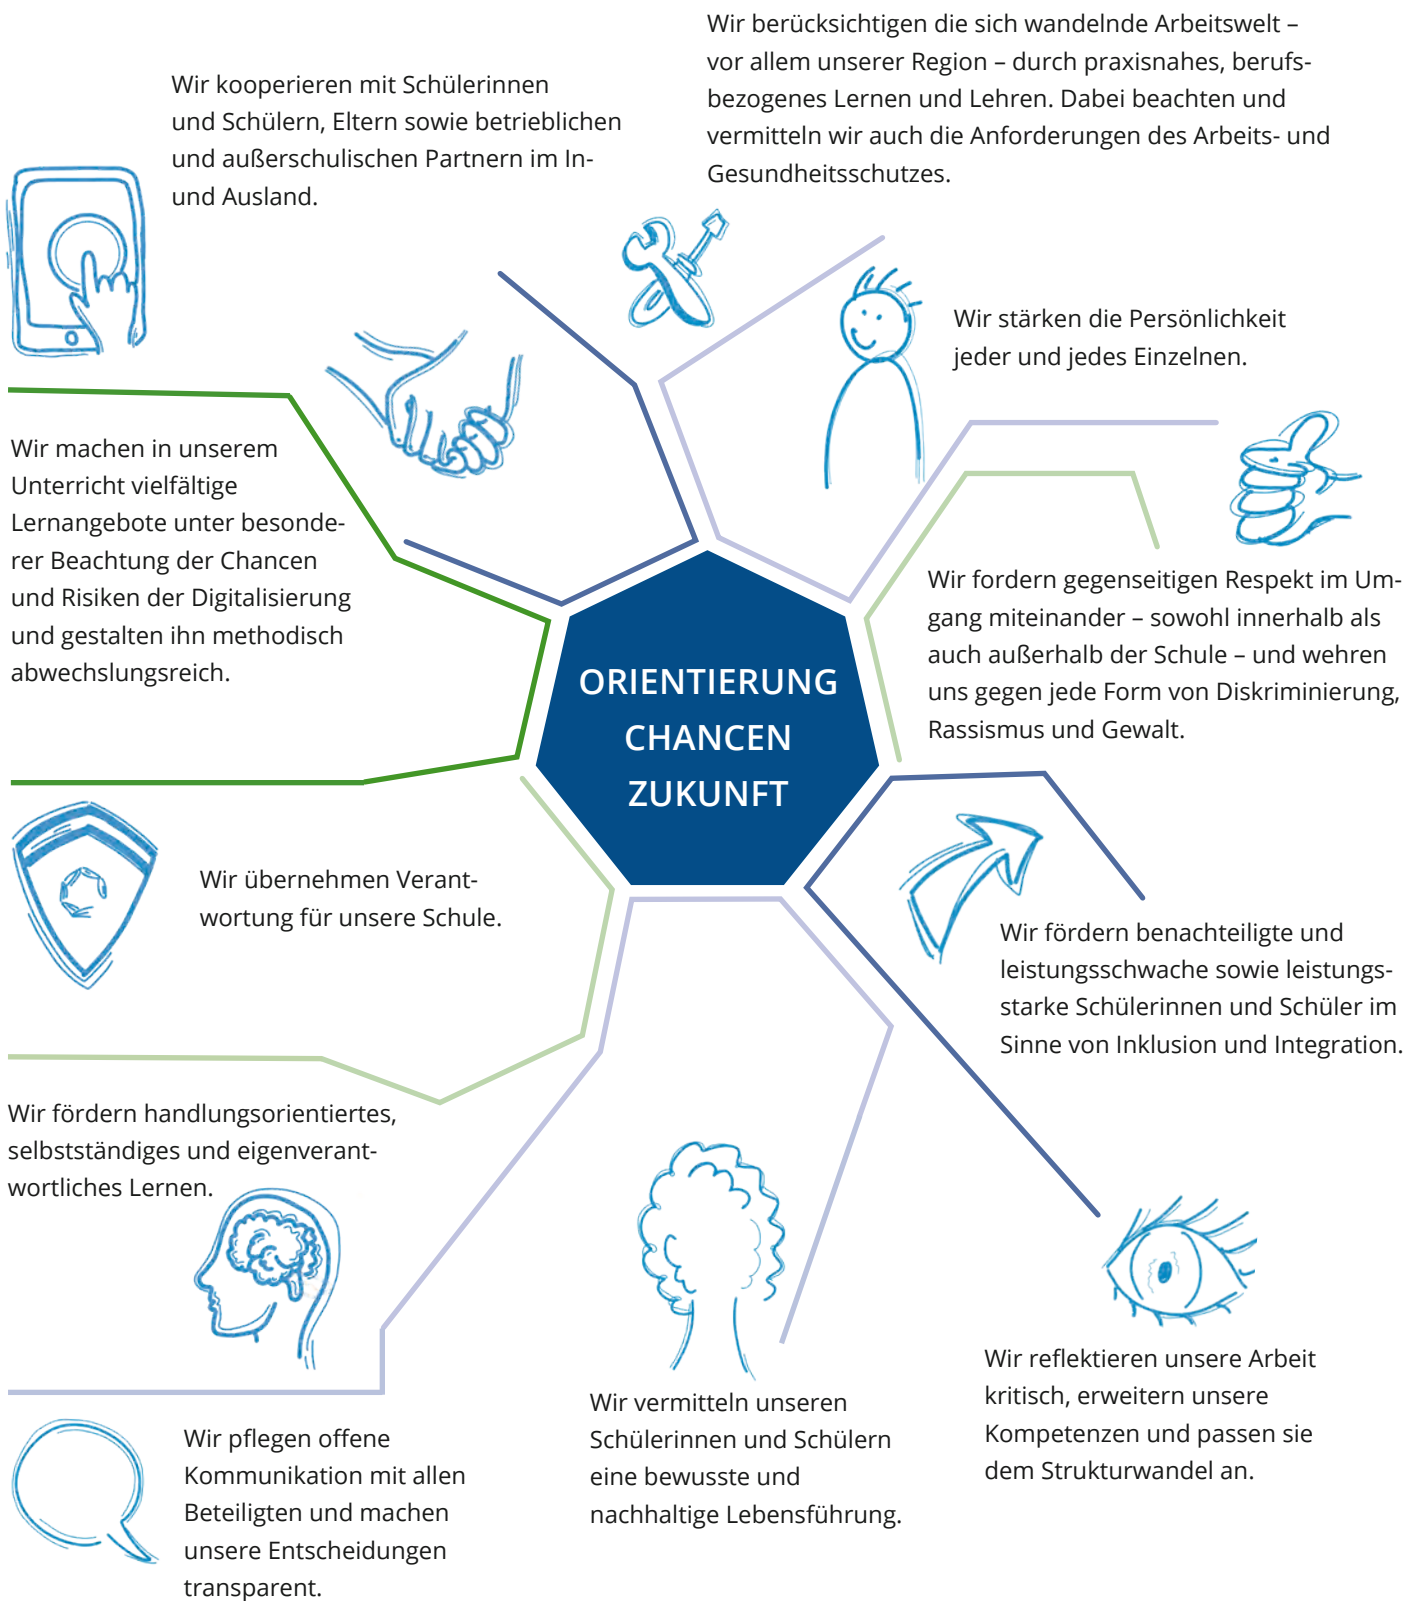 Wir berücksichtigen die sich wandelnde Arbeitswelt –
vor allem unserer Region – durch praxisnahes, berufs-
bezogenes Lernen und Lehren. Dabei beachten und
vermitteln wir auch die Anforderungen des Arbeits- und
Gesundheitsschutzes.
Wir kooperieren mit Schülerinnen
und Schülern, Eltern sowie betrieblichen
und außerschulischen Partnern im In-
und Ausland.
Wir stärken die Persönlichkeit
jeder und jedes Einzelnen.
Wir machen in unserem
Unterricht vielfältige
Lernangebote unter besonde-
rer Beachtung der Chancen
und Risiken der Digitalisierung
und gestalten ihn methodisch
abwechslungsreich.
Wir fordern gegenseitigen Respekt im Um-
gang miteinander – sowohl innerhalb als
auch außerhalb der Schule – und wehren
uns gegen jede Form von Diskriminierung,
Rassismus und Gewalt.
ORIENTIERUNG
CHANCEN
ZUKUNFT
Wir übernehmen Verant-
wortung für unsere Schule.
Wir fördern benachteiligte und
leistungsschwache sowie leistungs-
starke Schülerinnen und Schüler im
Sinne von Inklusion und Integration.
Wir fördern handlungsorientiertes,
selbstständiges und eigenverant-
wortliches Lernen.
Wir reflektieren unsere Arbeit
kritisch, erweitern unsere
Kompetenzen und passen sie
dem Strukturwandel an.
Wir vermitteln unseren
Schülerinnen und Schülern
eine bewusste und
nachhaltige Lebensführung.
Wir pflegen offene
Kommunikation mit allen
Beteiligten und machen
unsere Entscheidungen
transparent.